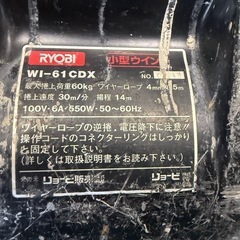 RYOBI 小型ウイン
WI-61CDX NO.
最大捲上荷重60kg ワイヤーロープ 4mm 15m
捲上速度 30m/分 揚程 14m
100V・6A/550W・50〜60Hz
ワイヤーロープの逆捲、電圧降下に注意!
操作コードのコネクターリングはしっかり
と固定して下さい。
(詳しくは取扱説明書をお読み下さい)
リョービ販売 リョービ